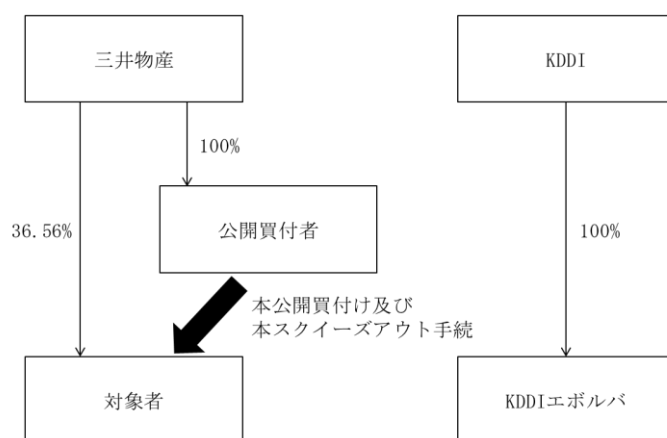 三井物産
KDDI
100%
公開買付者
36.56%
100%
本公開買付け及び
本スクイーズアウト手続
対象者
KDDIエボルバ